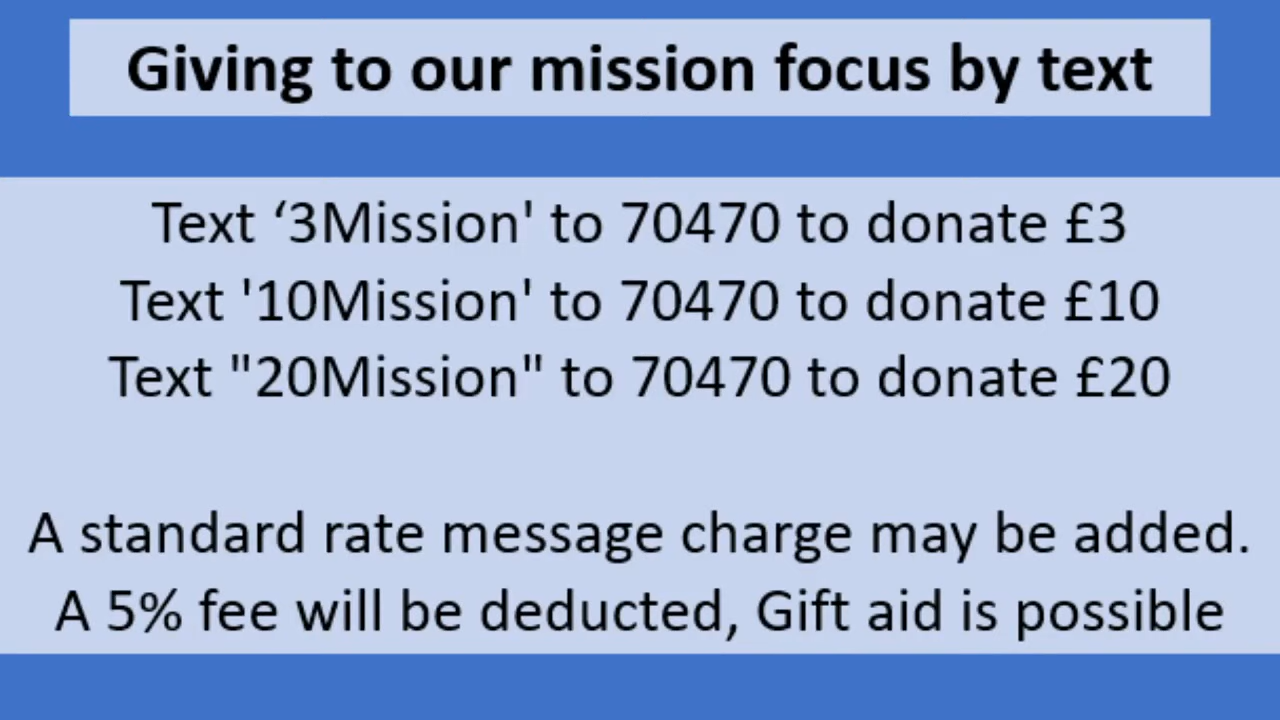 Giving to our mission focus by text
Text ‘3Mission' to 70470 to donate £3
Text '10Mission' to 70470 to donate £10
Text "20Mission" to 70470 to donate £20
A standard rate message charge may be added.
A 5% fee will be deducted, Gift aid is possible